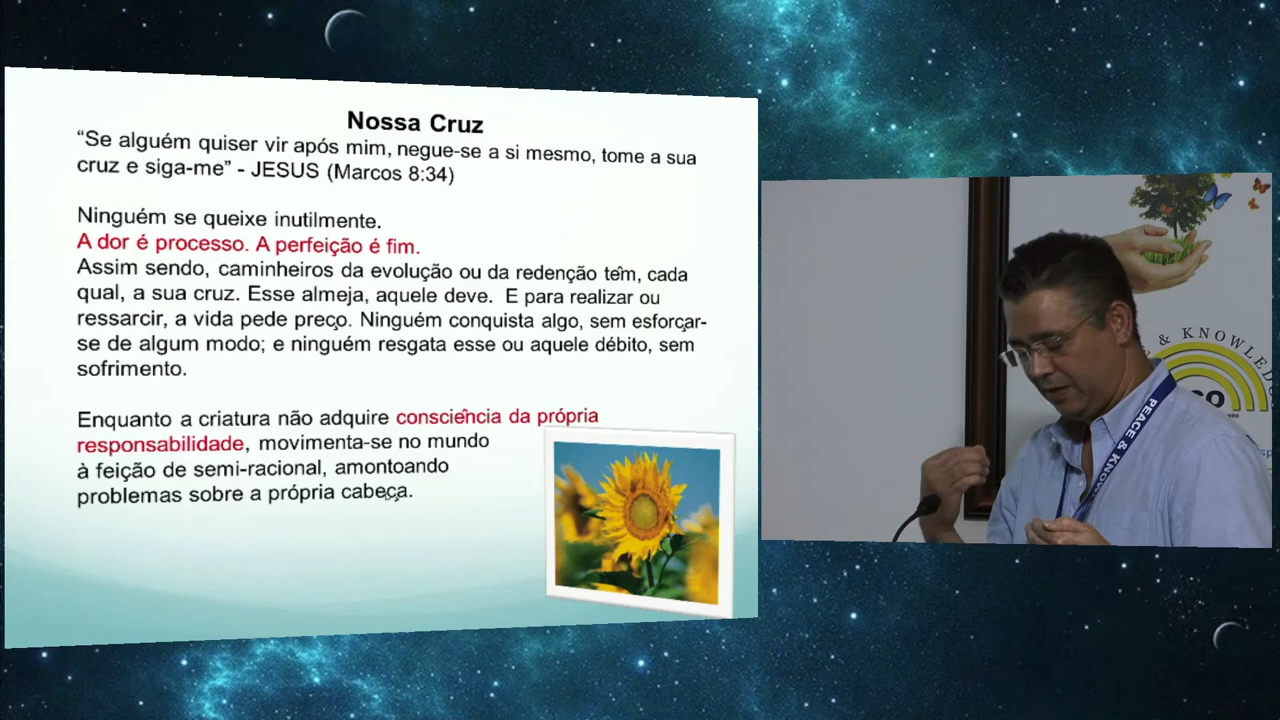 Nossa Cruz
“Se alguém quiser vir após mim, negue-se a si mesmo, tome a sua
cruz e siga-me” - JESUS (Marcos 8:34)
Ninguém se queixe inutilmente.
A dor é processo. A perfeição é fim.
Assim sendo, caminheiros da evolução ou da redenção têm, cada
qual, a sua cruz. Esse almeja, aquele deve. E para realizar ou
ressarcir, a vida pede preço. Ninguém conquista algo, sem esforçar-
se de algum modo; e ninguém resgata esse ou aquele débito, sem
sofrimento.
Enquanto a criatura não adquire consciência da própria
responsabilidade, movimenta-se no mundo
à feição de semi-racional, amontoando
problemas sobre a própria cabeça.
& KNOWLEDG
PEACE & KNOW